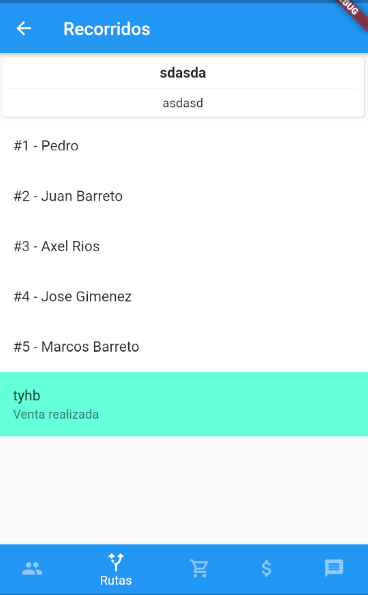 BUG
Recorridos
sdasda
asdasd
#1 - Pedro
#2 - Juan Barreto
#3 - Axel Rios
#4 - Jose Gimenez
#5 - Marcos Barreto
tyhb
Venta realizada
$
Rutas